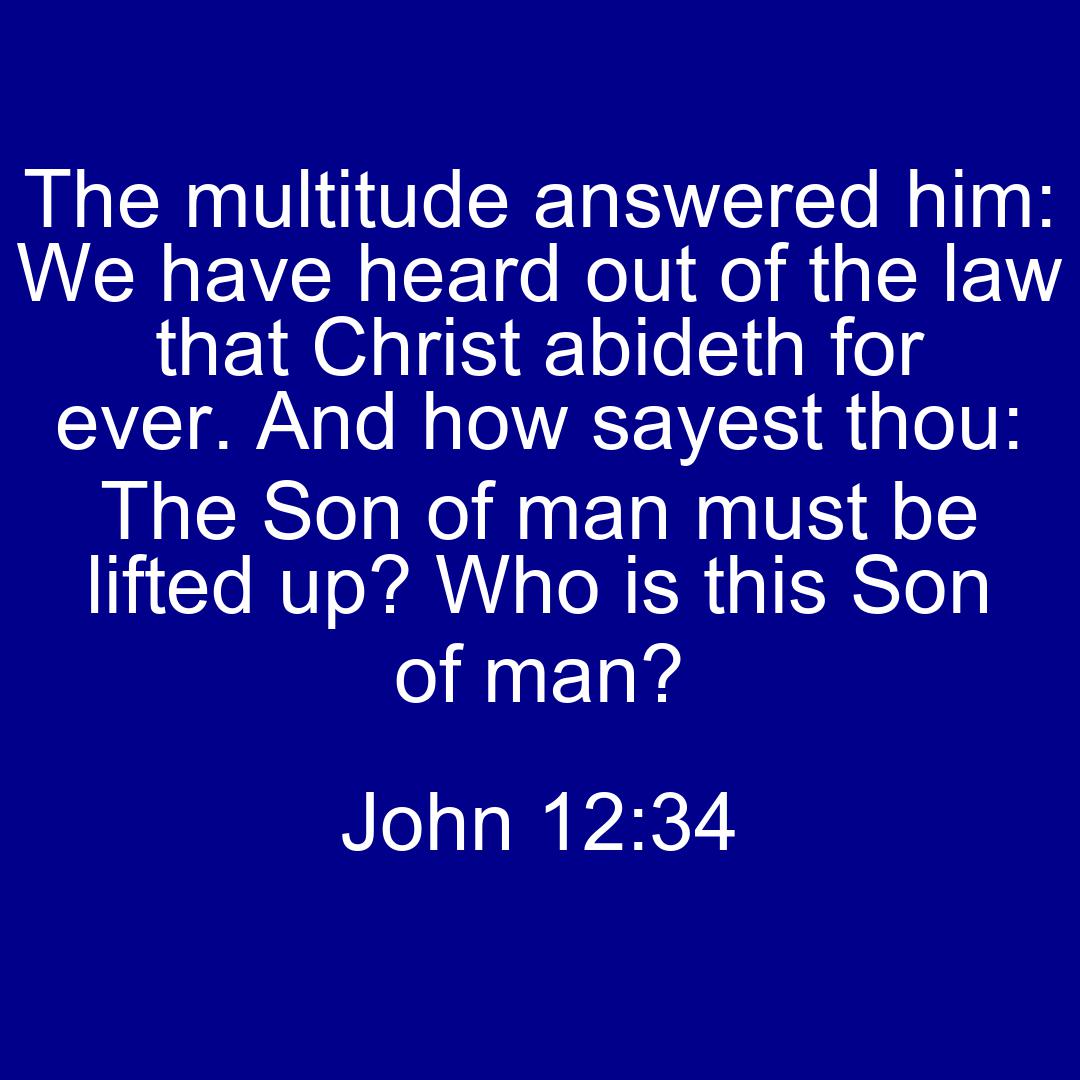 The multitude answered him:
We have heard out of the law
that Christ abideth for
ever. And how sayest thou:
The Son of man must be
lifted up? Who is this Son
of man?
John 12:34